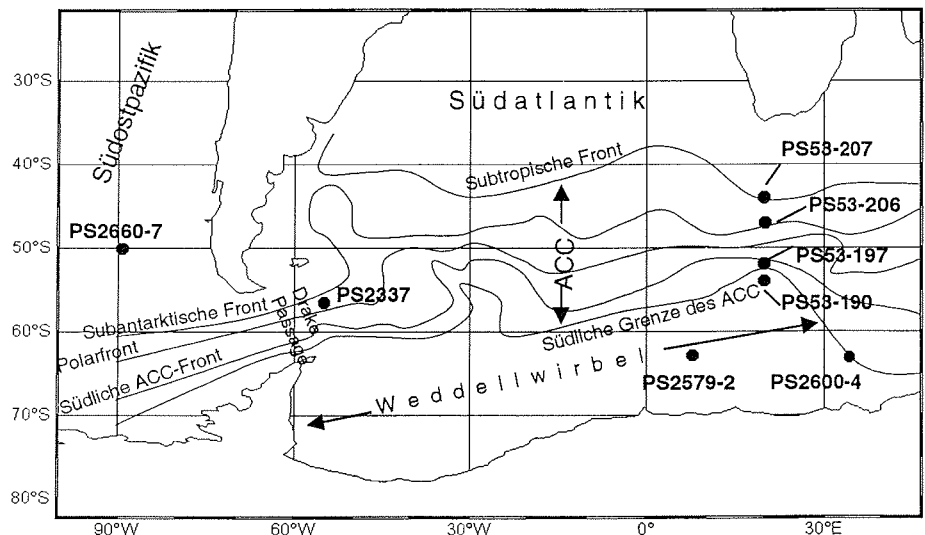 30°S
40°S
50°S
60°S
70°S
80°S
90°W
60°W
30°W
0°
30°E
Südostpazifik
Südatlantik
Subtropische Front
PS53-207
PS53-206
PS2660-7
ACC
PS53-197
PS2337
Drake
Passage
PS53-190
Subantarktische Front
Polarfront
Südliche ACC-Front
Südliche Grenze des ACC
Weddellwirbel
PS2579-2
PS2600-4